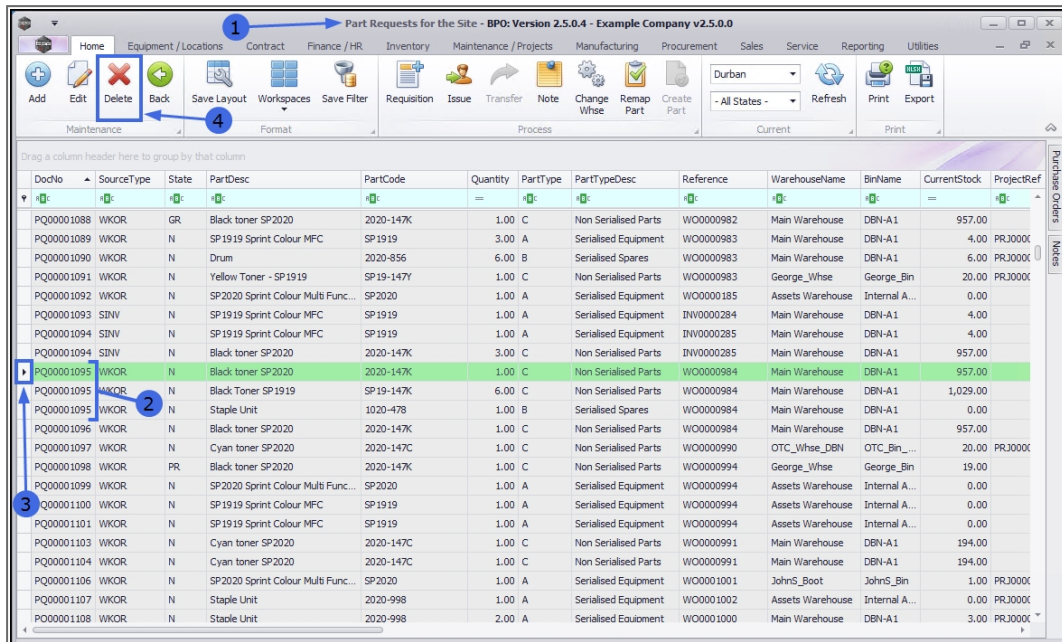 1
Part Requests for the Site - BPO: Version 2.5.0.4 - Example Company v2.5.0.0
Home Equipment / Locations Contract Finance / HR Inventory Maintenance / Projects Manufacturing Procurement Sales Service Reporting Utilities
Add Edit Delete Back Save Layout Workspaces Save Filter Requisition Issue Transfer Note Change Whse Remap Part Create Part Durban - All States - Refresh Print Export
4
Maintenance Format Process Current Print
Drag a column header here to group by that column
DocNo SourceType State PartDesc PartCode Quantity PartType PartTypeDesc Reference WarehouseName BinName CurrentStock ProjectRef
PQ00001088 WKOR GR Black toner SP2020 2020-147K 1.00 C Non Serialised Parts WO0000982 Main Warehouse DBN-A1 957.00
PQ00001089 WKOR N SP1919 Sprint Colour MFC SP1919 3.00 A Serialised Equipment WO0000983 Main Warehouse DBN-A1 4.00 PRJ0000
PQ00001090 WKOR N Drum 2020-856 6.00 B Serialised Spares WO0000983 Main Warehouse DBN-A1 6.00 PRJ0000
PQ00001091 WKOR N Yellow Toner - SP1919 SP19-147Y 1.00 C Non Serialised Parts WO0000983 George_Whse George_Bin 20.00 PRJ0000
PQ00001092 WKOR N SP2020 Sprint Colour Multi Func... SP2020 1.00 A Serialised Equipment WO0000185 Assets Warehouse Internal A... 0.00
PQ00001093 SINV N SP1919 Sprint Colour MFC SP1919 1.00 A Serialised Equipment INV0000284 Main Warehouse DBN-A1 4.00
PQ00001094 SINV N SP1919 Sprint Colour MFC SP1919 1.00 A Serialised Equipment INV0000285 Main Warehouse DBN-A1 4.00
PQ00001094 SINV N Black toner SP2020 2020-147K 3.00 C Non Serialised Parts INV0000285 Main Warehouse DBN-A1 957.00
PQ00001095 WKOR N Black toner SP2020 2020-147K 1.00 C Non Serialised Parts WO0000984 Main Warehouse DBN-A1 957.00
PQ00001095 WKOR N Black Toner SP1919 SP19-147K 6.00 C Non Serialised Parts WO0000984 Main Warehouse DBN-A1 1,029.00
2
PQ00001095 WKOR N Staple Unit 1020-478 1.00 B Serialised Spares WO0000984 Main Warehouse DBN-A1 0.00
PQ00001096 WKOR N Black toner SP2020 2020-147K 1.00 C Non Serialised Parts WO0000984 Main Warehouse DBN-A1 957.00
PQ00001097 WKOR N Cyan toner SP2020 2020-147C 1.00 C Non Serialised Parts WO0000990 OTC_Whse_DBN OTC_Bin_... 20.00 PRJ0000
PQ00001098 WKOR PR Black toner SP2020 2020-147K 1.00 C Non Serialised Parts WO0000994 George_Whse George_Bin 19.00
PQ00001099 WKOR N SP2020 Sprint Colour Multi Func... SP2020 1.00 A Serialised Equipment WO0000994 Assets Warehouse Internal A... 0.00
3
PQ00001100 WKOR N SP1919 Sprint Colour MFC SP1919 1.00 A Serialised Equipment WO0000994 Assets Warehouse Internal A... 0.00
PQ00001101 WKOR N SP1919 Sprint Colour MFC SP1919 1.00 A Serialised Equipment WO0000994 Assets Warehouse Internal A... 0.00
PQ00001103 WKOR N Cyan toner SP2020 2020-147C 1.00 C Non Serialised Parts WO0000991 Main Warehouse DBN-A1 194.00
PQ00001104 WKOR N Cyan toner SP2020 2020-147C 1.00 C Non Serialised Parts WO0000991 Main Warehouse DBN-A1 194.00
PQ00001106 WKOR N SP2020 Sprint Colour Multi Func... SP2020 1.00 A Serialised Equipment WO0001001 JohnS_Boot JohnS_Bin 1.00 PRJ0000
PQ00001107 WKOR N Staple Unit 2020-998 1.00 A Serialised Equipment WO0001002 Assets Warehouse Internal A... 0.00 PRJ0000
PQ00001108 WKOR N Staple Unit 2020-998 2.00 A Serialised Equipment WO0001000 Main Warehouse DBN-A1 3.00 PRJ0000
Purchase Orders
Notes